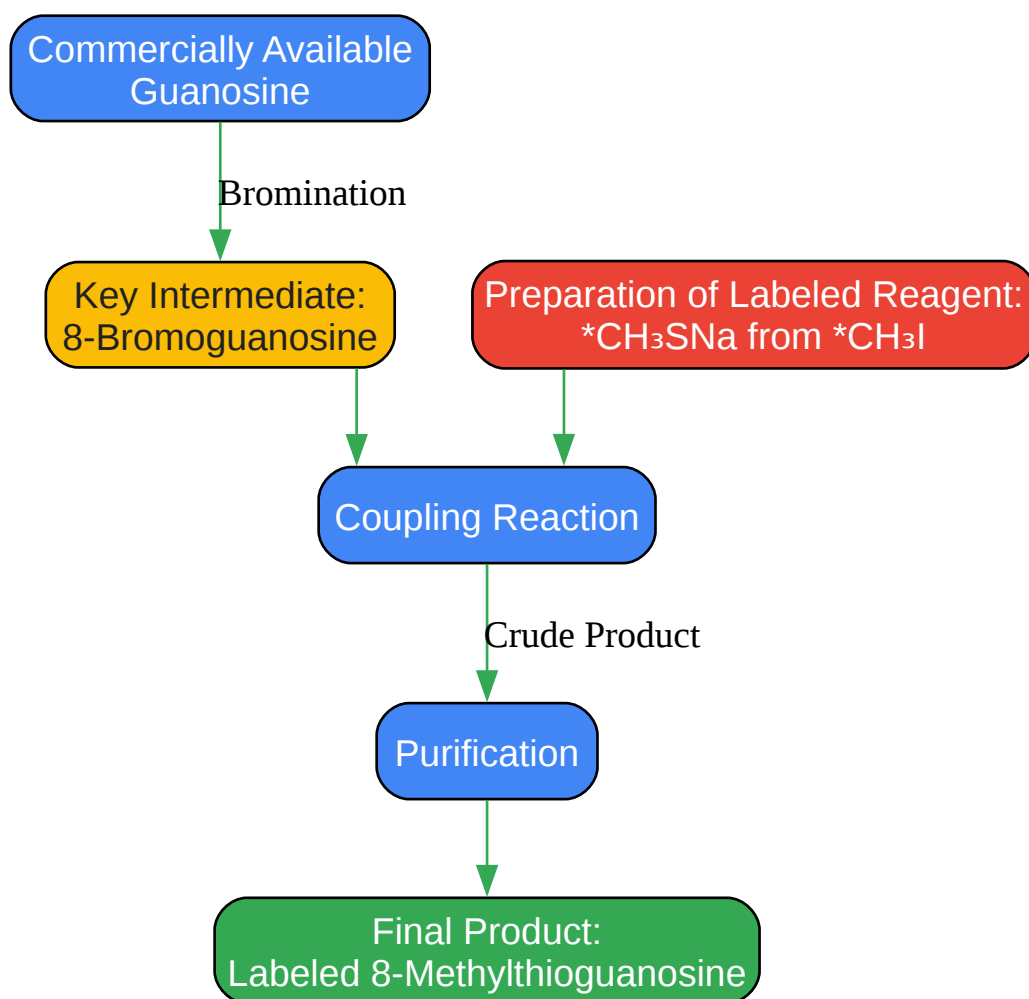 Commercially Available
Guanosine
Bromination
Key Intermediate:
8-Bromoguanosine
Preparation of Labeled Reagent:
*CH₃SNa from *CH₃I
Coupling Reaction
Crude Product
Purification
Final Product:
Labeled 8-Methylthioguanosine